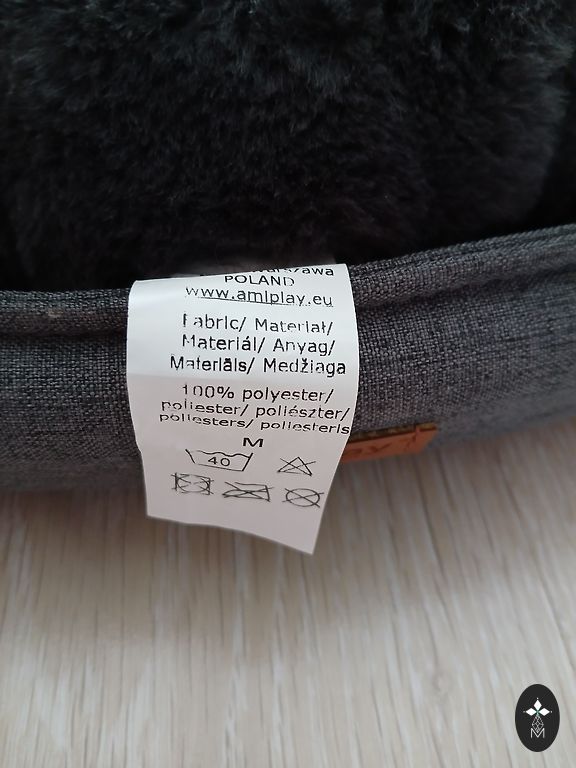 POLAND
www.amiplay.eu
Fabric/ Materiał/
Materiál/ Anyag/
Materiāls/ Medžiaga
100% polyester/
poliester/ poliészter/
poliesters/ poliesteris
M
40
M